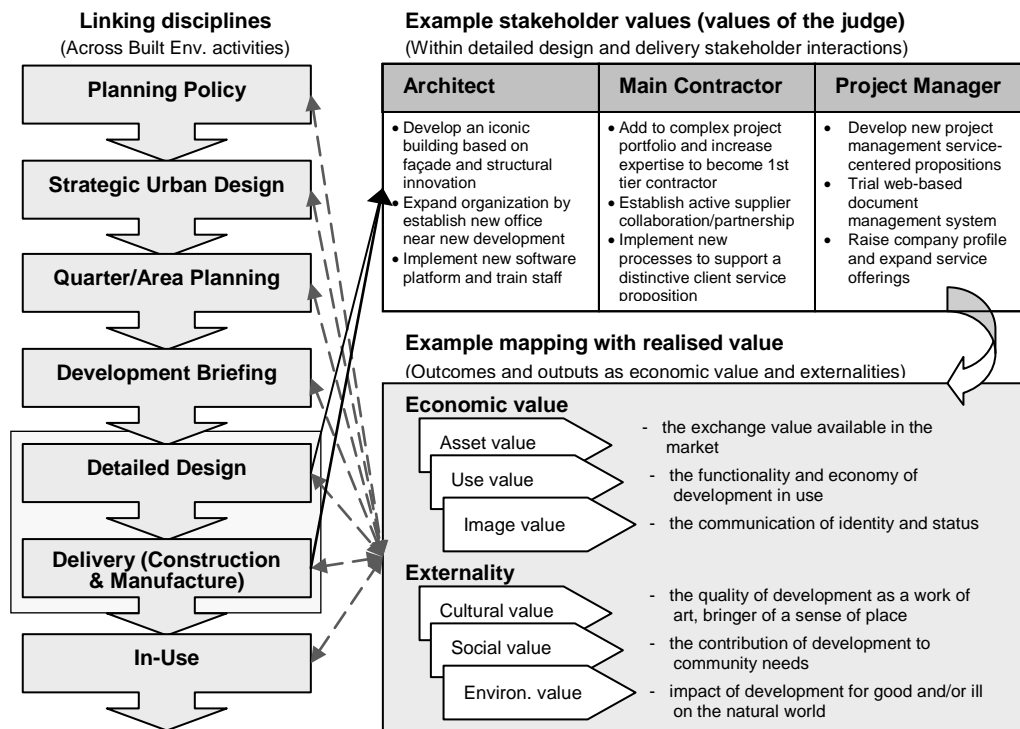 Linking disciplines
(Across Built Env. activities)
Planning Policy
Strategic Urban Design
Quarter/Area Planning
Development Briefing
Detailed Design
Delivery (Construction
& Manufacture)
In-Use
Example stakeholder values (values of the judge)
(Within detailed design and delivery stakeholder interactions)
Architect
• Develop an iconic
building based on
façade and structural
innovation
• Expand organization by
establish new office
near new development
• Implement new software
platform and train staff
Main Contractor
• Add to complex project
portfolio and increase
expertise to become 1st
tier contractor
• Establish active supplier
collaboration/partnership
• Implement new
processes to support a
distinctive client service
proposition
Project Manager
• Develop new project
management service-
centered propositions
• Trial web-based
document
management system
• Raise company profile
and expand service
offerings
Example mapping with realised value
(Outcomes and outputs as economic value and externalities)
Economic value
Asset value
- the exchange value available in the
market
Use value
- the functionality and economy of
development in use
Image value
- the communication of identity and status
Externality
Cultural value
- the quality of development as a work of
art, bringer of a sense of place
Social value
- the contribution of development to
community needs
Environ. value
- impact of development for good and/or ill
on the natural world